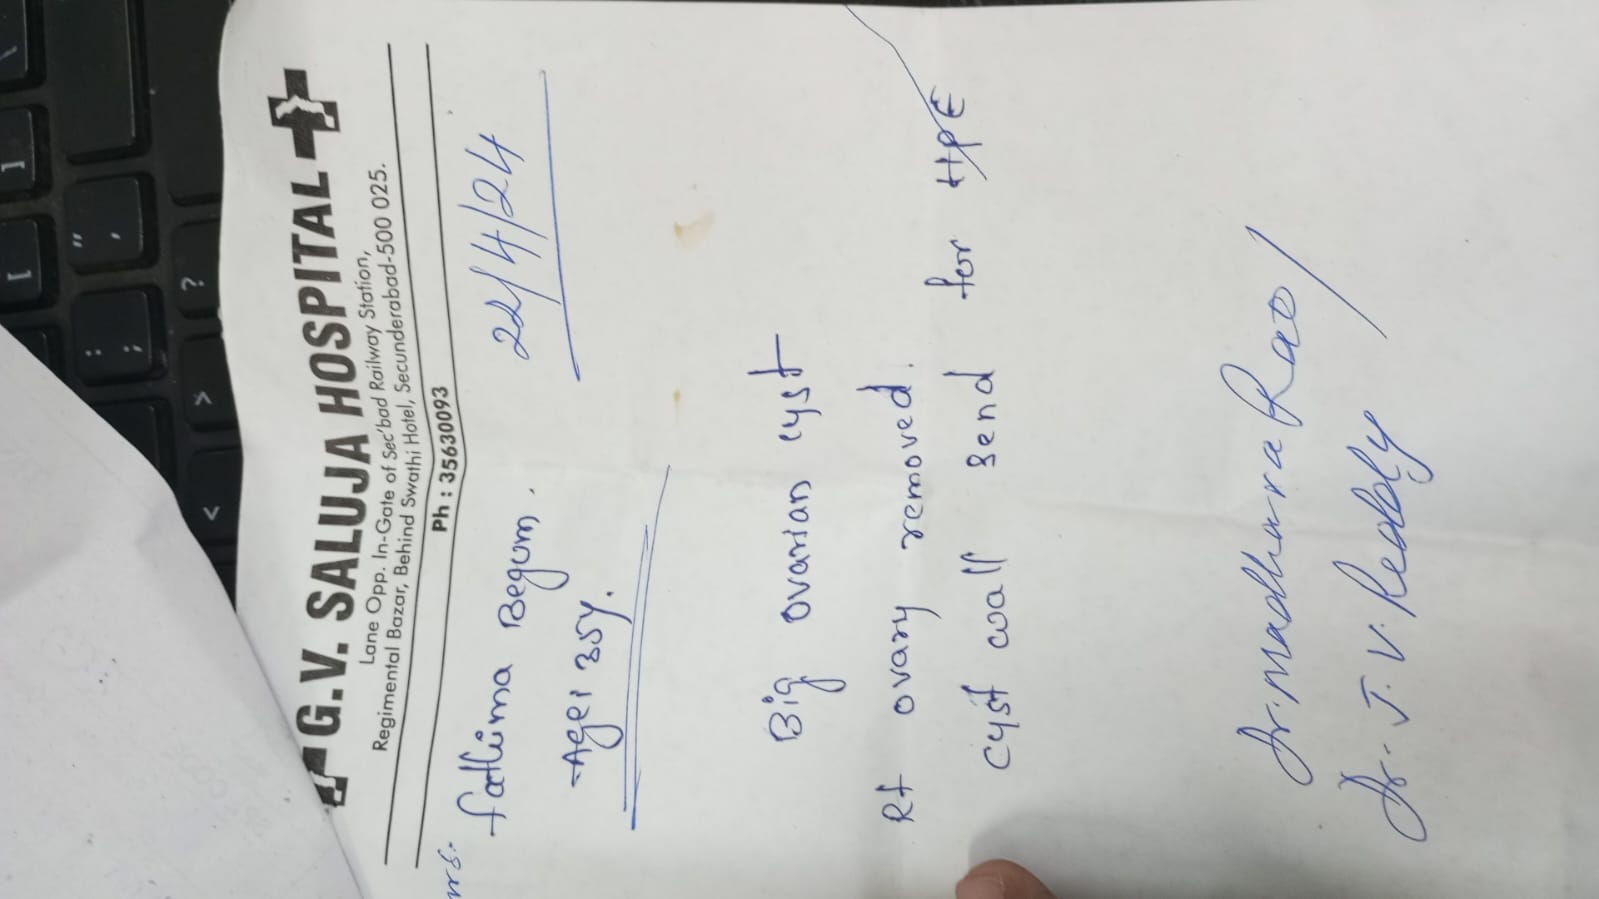 G.V. SALUJA HOSPITAL
Lane Opp. In-Gate of Sec'bad Railway Station,
Regimental Bazar, Behind Swathi Hotel, Secunderabad-500 025.
Ph : 35630093
Mrs. Fathima Begum.
22/4/24
Age: 35y.
Big ovarian cyst
Rt ovary removed.
cyst wall send for HPE
Dr. Madhava Rao/
Dr. J. V. Reddy
[
]
"
'
:
;
?
>
<